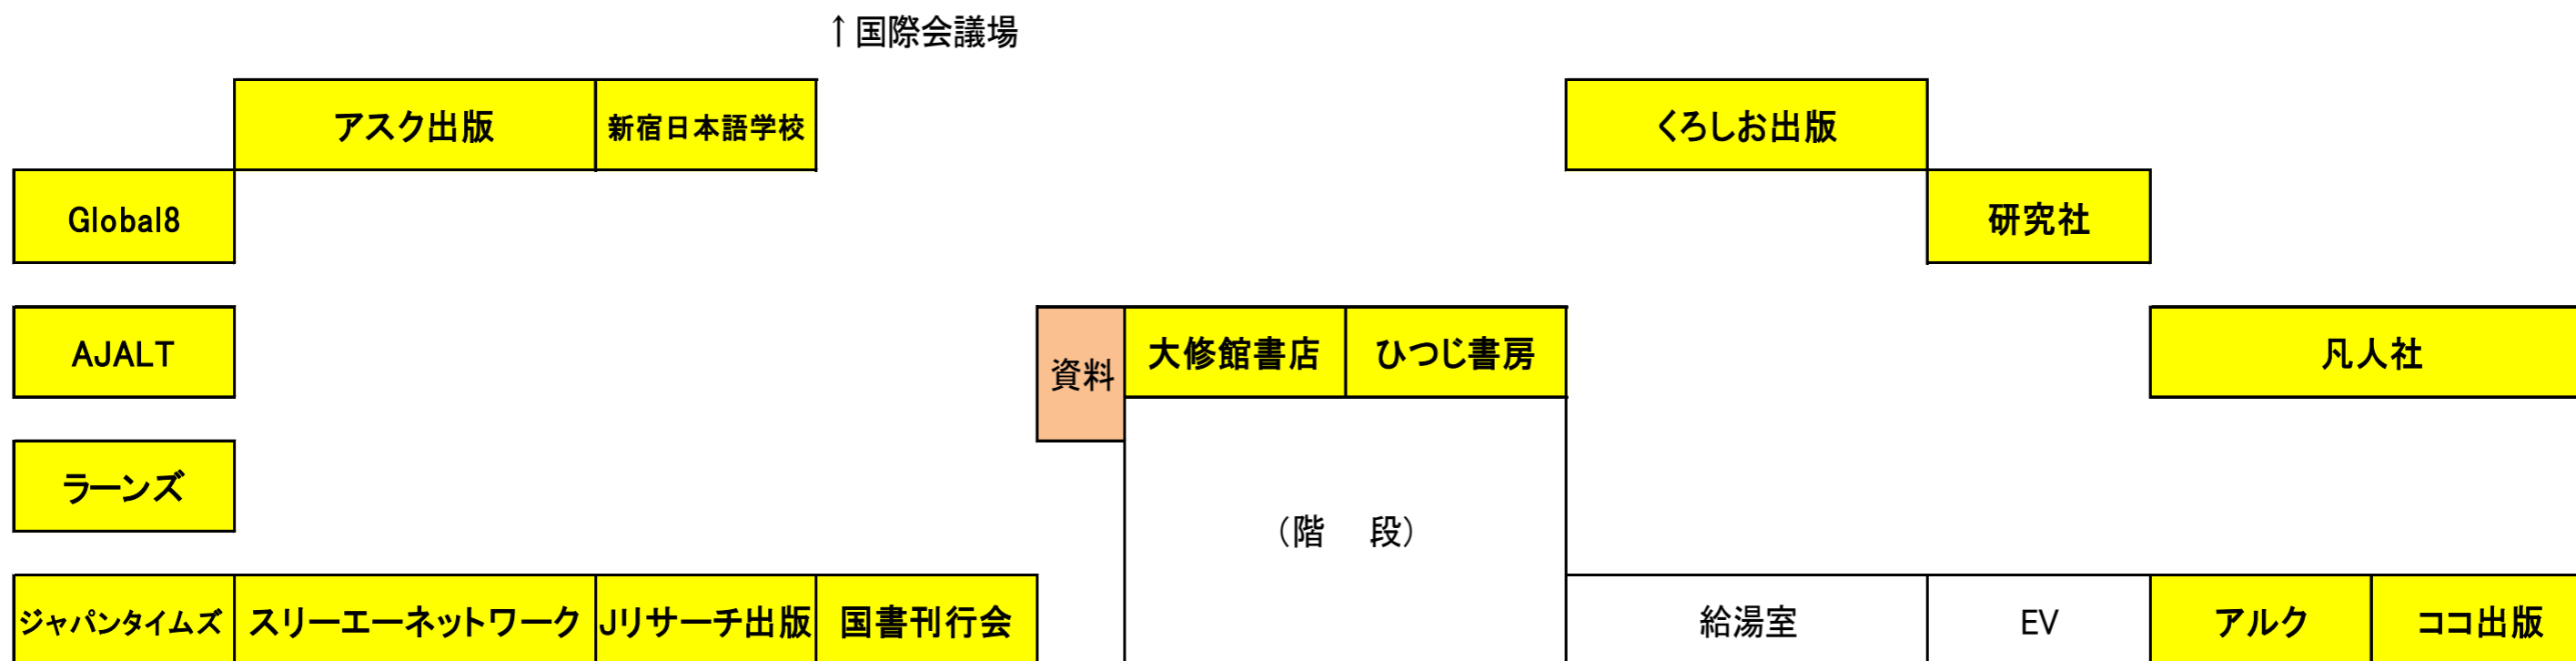 ↑国際会議場
アスク出版
新宿日本語学校
くろしお出版
Global8
研究社
AJALT
資料
大修館書店
ひつじ書房
凡人社
ラーンズ
（階　段）
ジャパンタイムズ
スリーエーネットワーク
Jリサーチ出版
国書刊行会
給湯室
EV
アルク
ココ出版